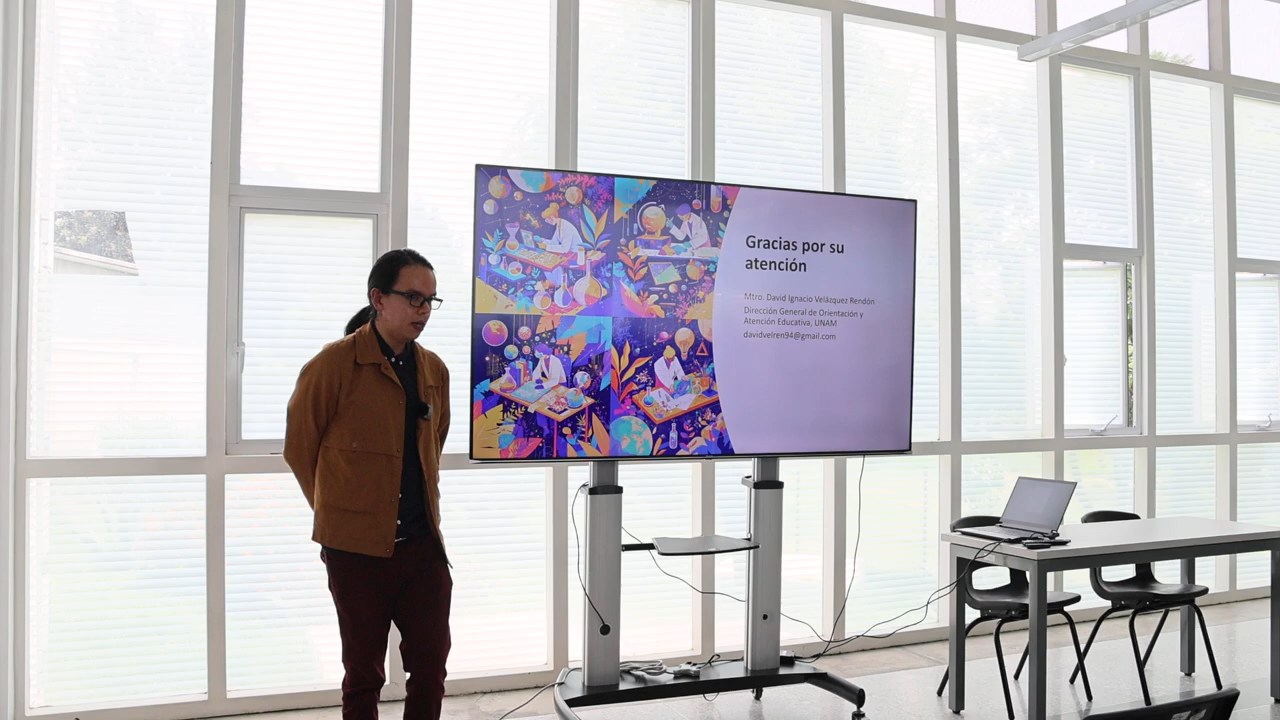 Gracias por su
atención
Mtro. David Ignacio Velázquez Rendón
Dirección General de Orientación y
Atención Educativa, UNAM
davidvelren94@gmail.com